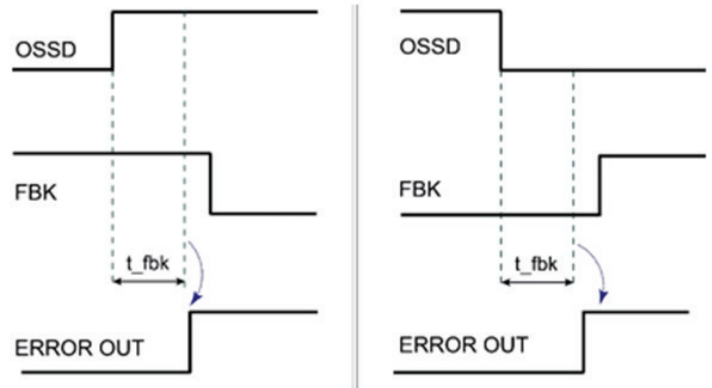 OSSD
FBK
t_fbk
ERROR OUT
OSSD
FBK
t_fbk
ERROR OUT